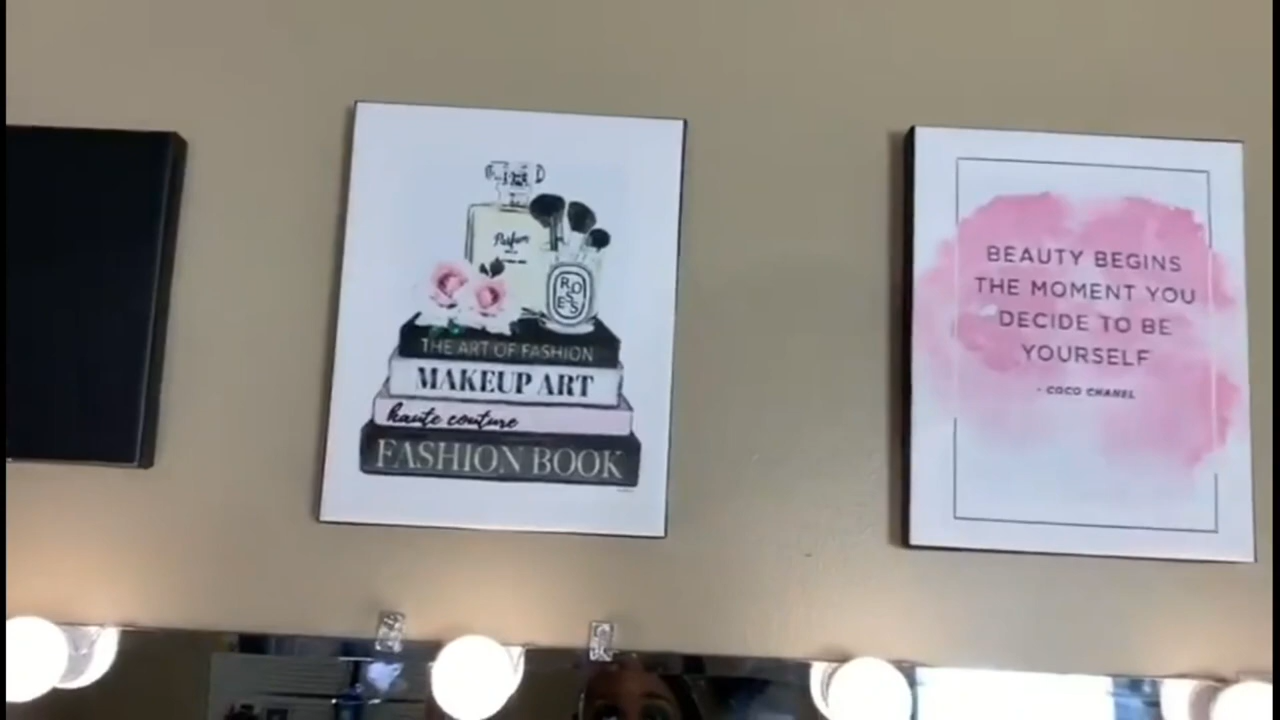 Parfum
ROSES
THE ART OF FASHION
MAKEUP ART
haute couture
FASHION BOOK
BEAUTY BEGINS
THE MOMENT YOU
DECIDE TO BE
YOURSELF
- COCO CHANEL